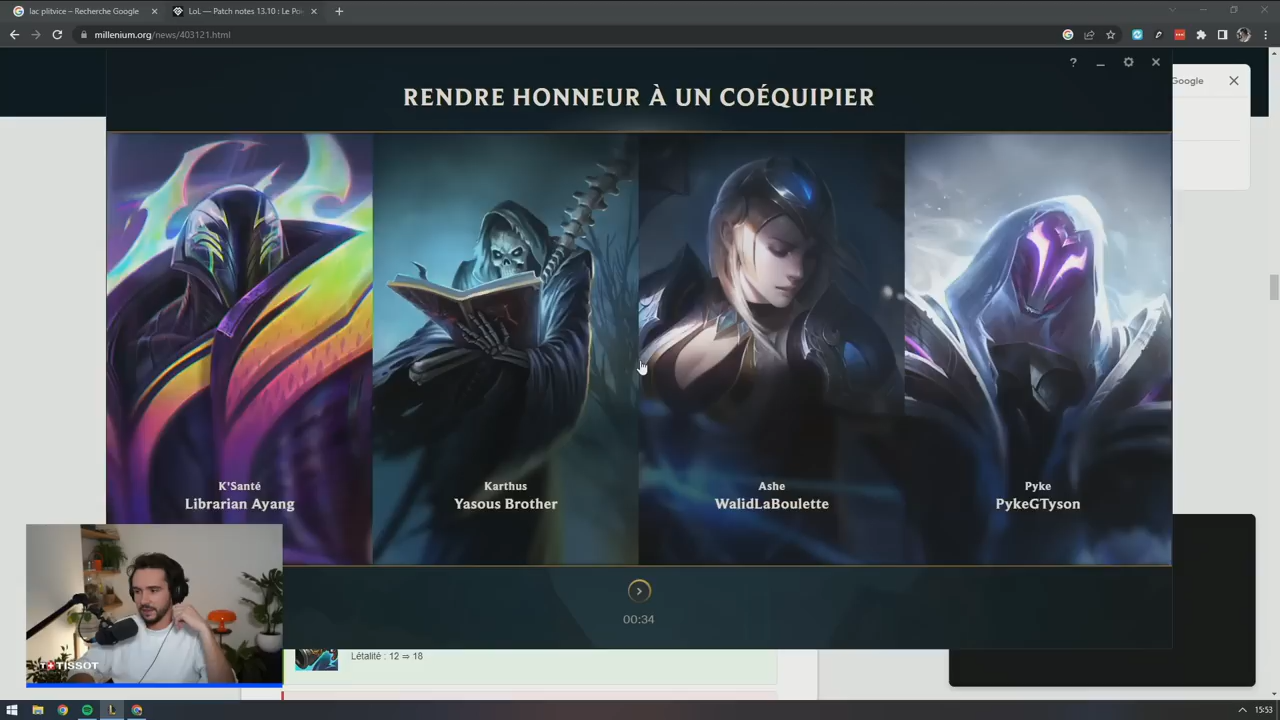 lac plitvice – Recherche Google
LoL — Patch notes 13.10 : Le Po
millenium.org/news/403121.html
Google
RENDRE HONNEUR À UN COÉQUIPIER
K'Santé
Librarian Ayang
Karthus
Yasous Brother
Ashe
WalidLaBoulette
Pyke
PykeGTyson
00:34
TISSOT
Létalité : 12 ⇒ 18
15:53